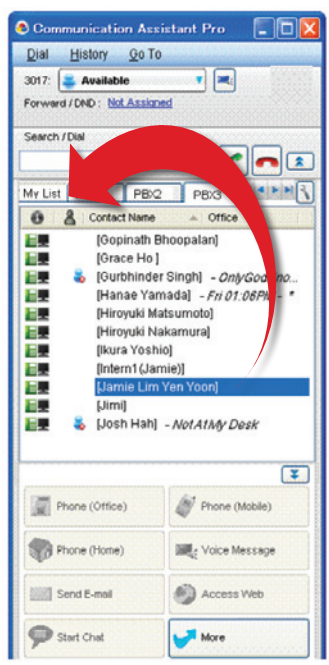 Communication Assistant Pro
Dial History Go To
3017: Available
Forward / DND : Not Assigned
Search / Dial
My List PBX2 PBX3
Contact Name Office
[Gopinath Bhoopalan]
[Grace Ho ]
[Gurbhinder Singh] - OnlyGod
[Hanae Yamada] - Fri 01:06PM - *
[Hiroyuki Matsumoto]
[Hiroyuki Nakamura]
[Ikura Yoshio]
[Intern1 (Jamie)]
[Jamie Lim Yen Yoon]
[Jimi]
[Josh Hah] - NotAtMy Desk
Phone (Office) Phone (Mobile)
Phone (Home) Voice Message
Send E-mail Access Web
Start Chat More